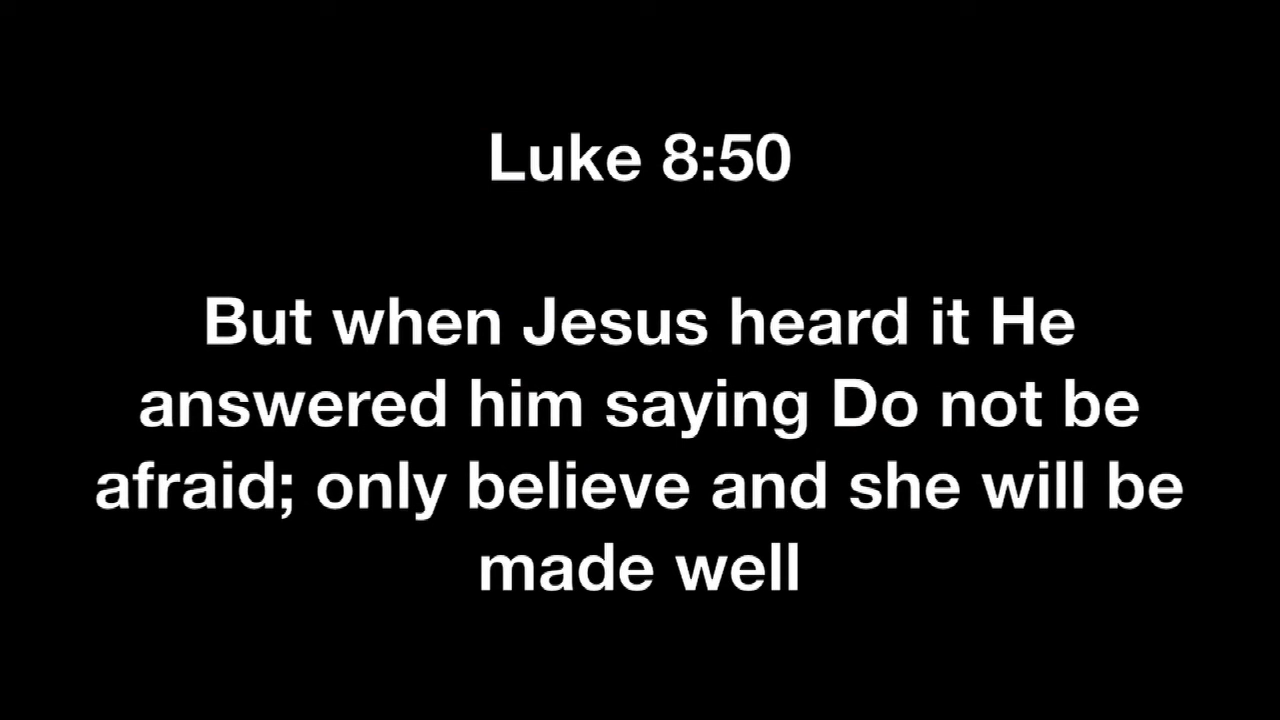 Luke 8:50
But when Jesus heard it He
answered him saying Do not be
afraid; only believe and she will be
made well